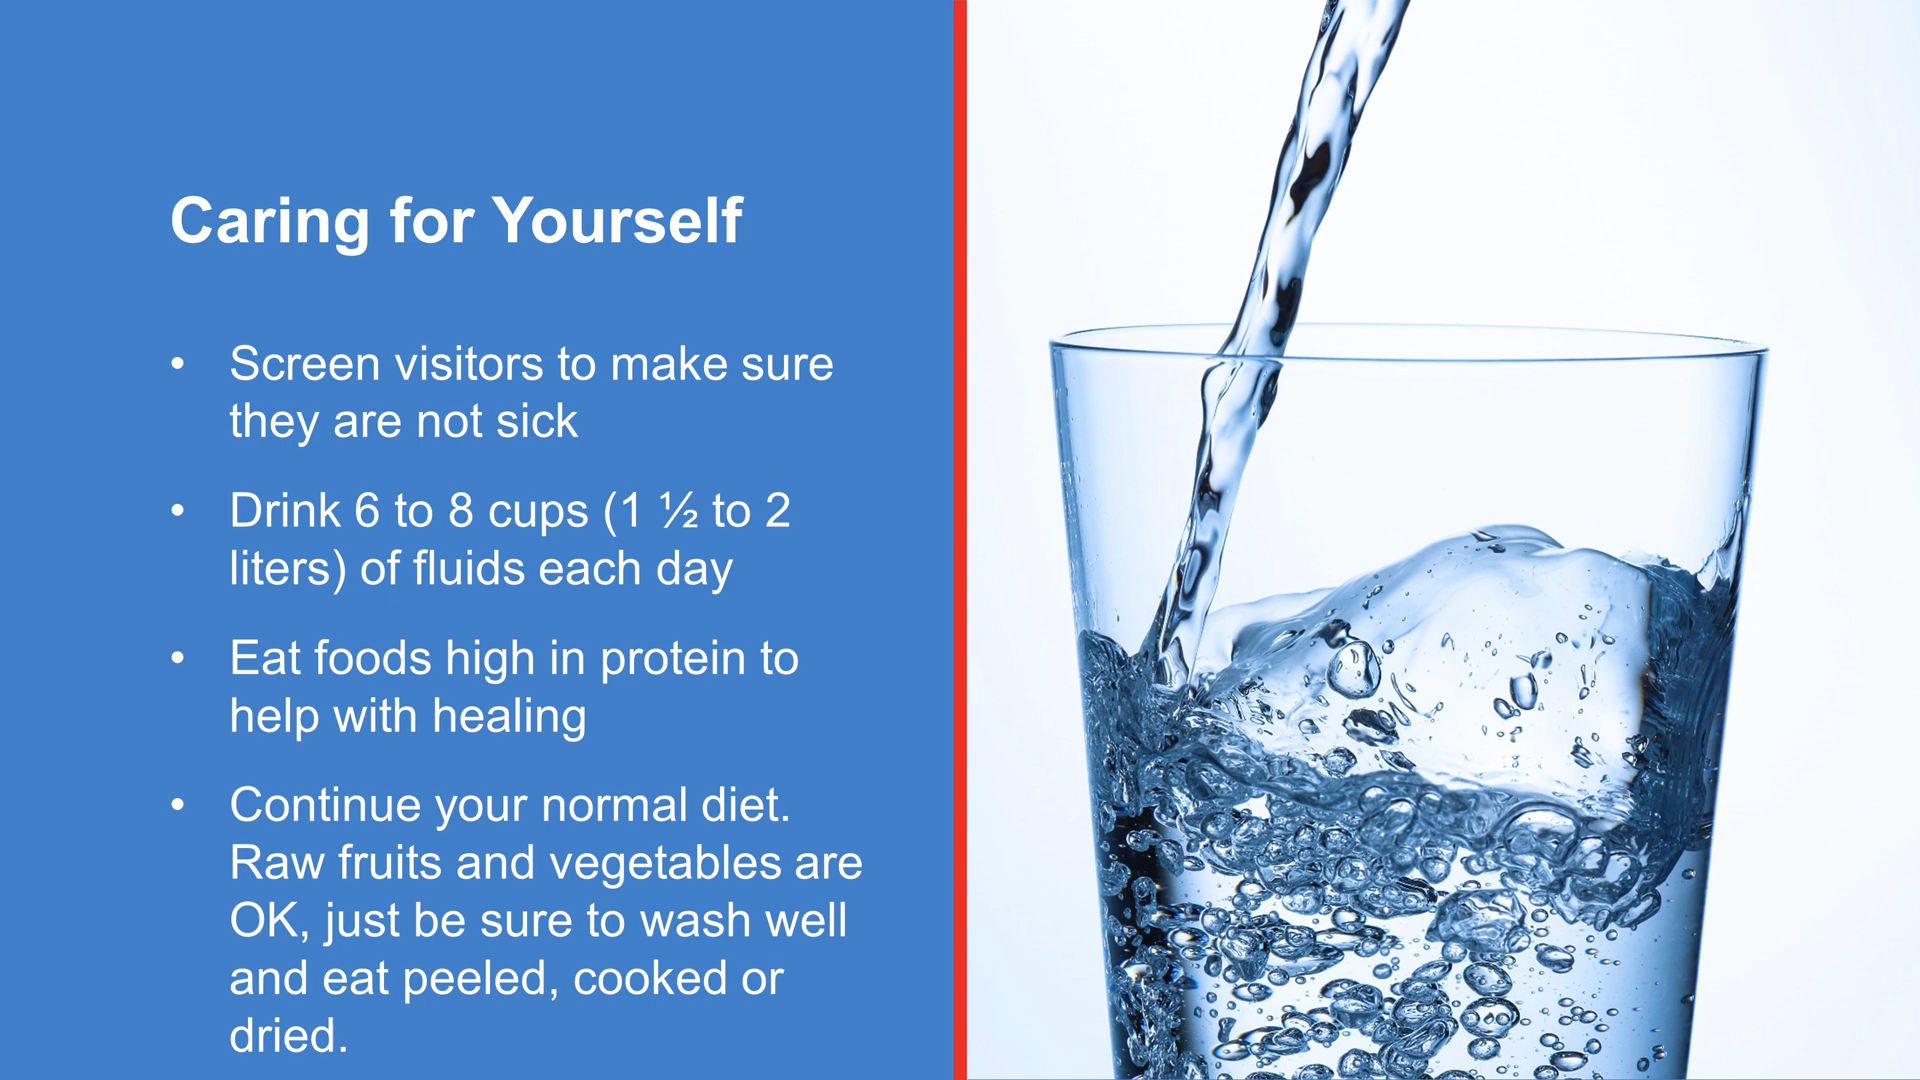 Caring for Yourself
• Screen visitors to make sure
they are not sick
• Drink 6 to 8 cups (1 ½ to 2
liters) of fluids each day
• Eat foods high in protein to
help with healing
• Continue your normal diet.
Raw fruits and vegetables are
OK, just be sure to wash well
and eat peeled, cooked or
dried.